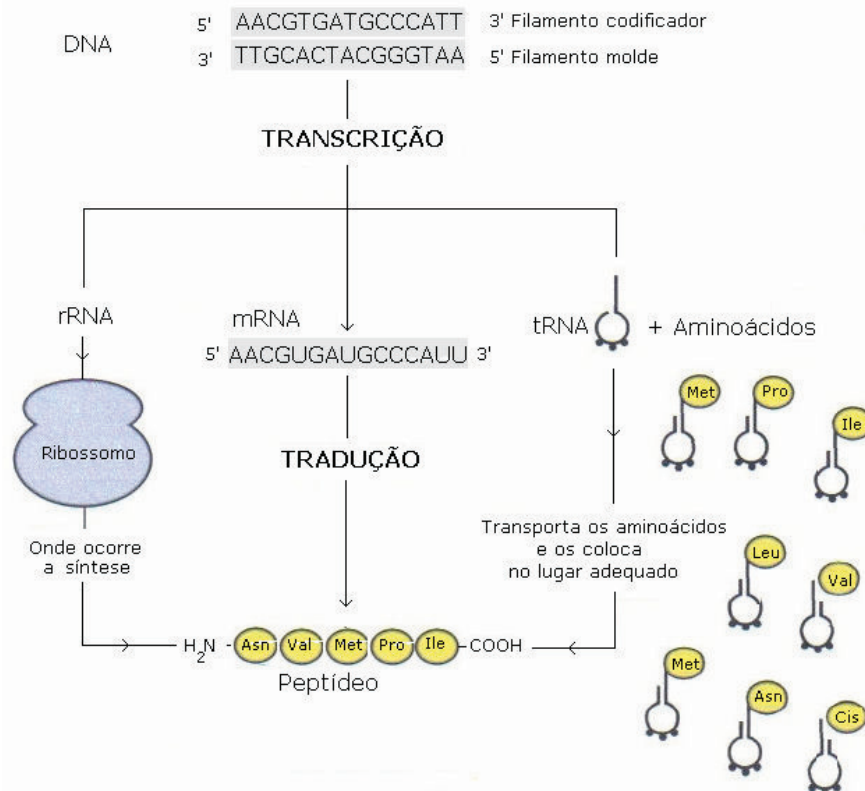 5' AACGTGATGCCCATT 3' Filamento codificador
DNA
3' TTGCACTACGGGTAA 5' Filamento molde
TRANSCRIÇÃO
rRNA
mRNA
tRNA + Aminoácidos
5' AACGUGAUGCCCAUU 3'
Met
Pro
Ile
Ribossomo
TRADUÇÃO
Onde ocorre
a síntese
Transporta os aminoácidos
e os coloca
no lugar adequado
Leu
Val
H2N Asn Val Met Pro Ile COOH
Peptídeo
Met
Asn
Cis